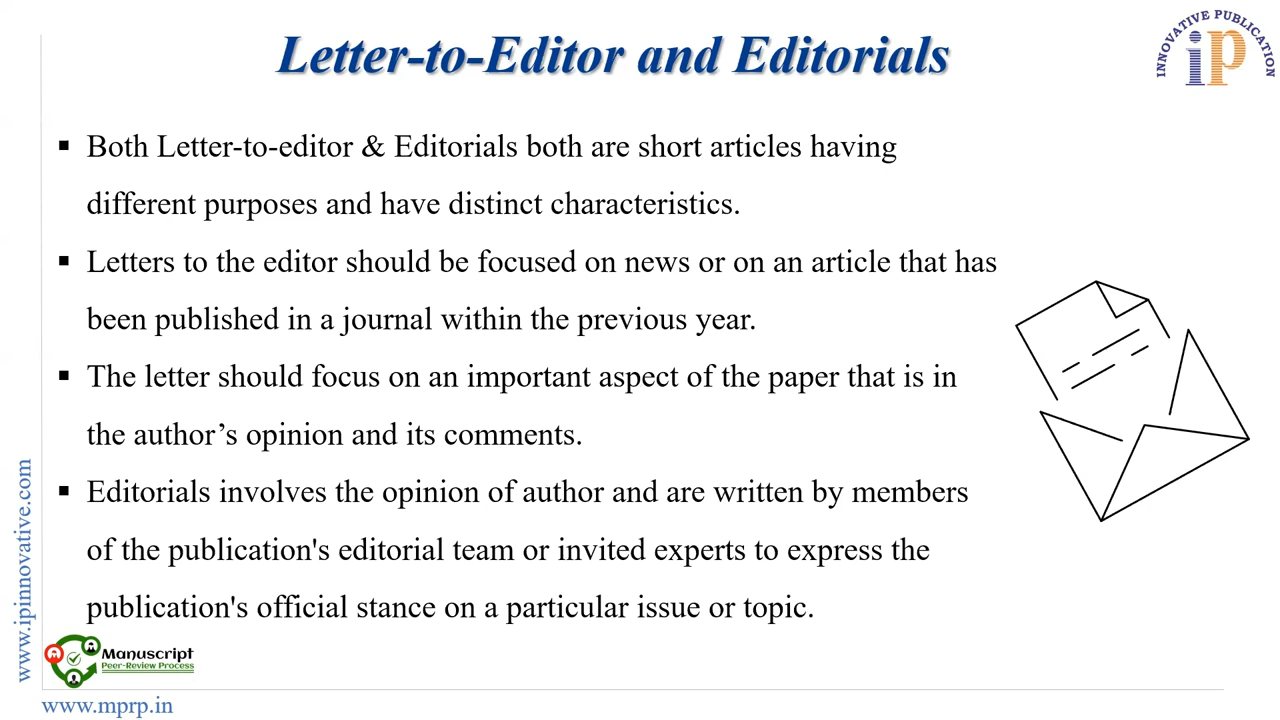 Letter-to-Editor and Editorials
INNOVATIVE PUBLICATION
ip
▪ Both Letter-to-editor & Editorials both are short articles having
different purposes and have distinct characteristics.
▪ Letters to the editor should be focused on news or on an article that has
been published in a journal within the previous year.
▪ The letter should focus on an important aspect of the paper that is in
the author’s opinion and its comments.
▪ Editorials involves the opinion of author and are written by members
of the publication's editorial team or invited experts to express the
publication's official stance on a particular issue or topic.
www.ipinnovative.com
Manuscript
Peer-Review Process
www.mprp.in